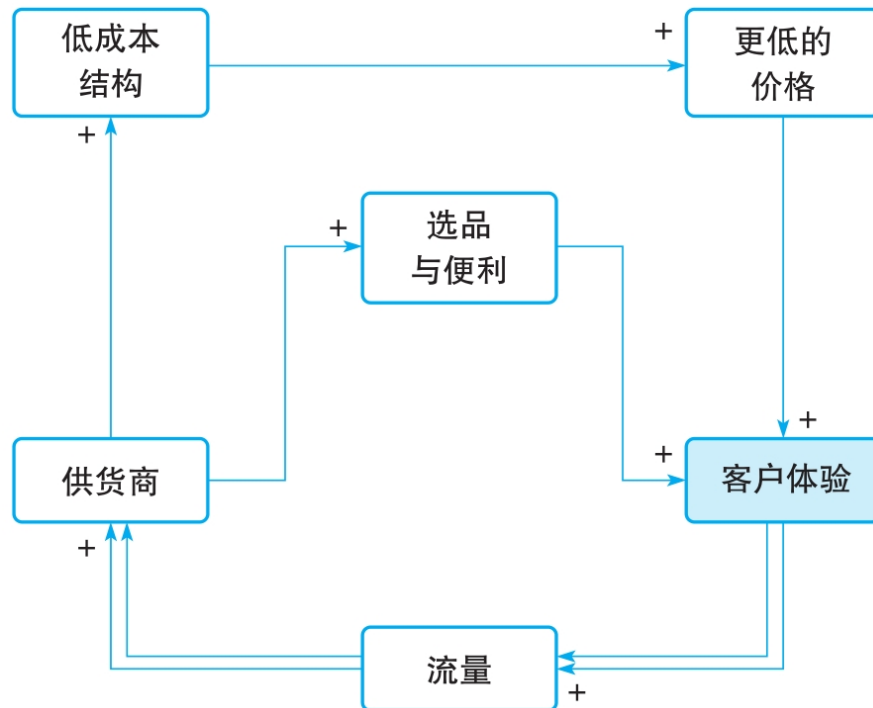 低成本
结构
+
更低的
价格
+
+
选品
与便利
+
+
供货商
客户体验
+
流量
+